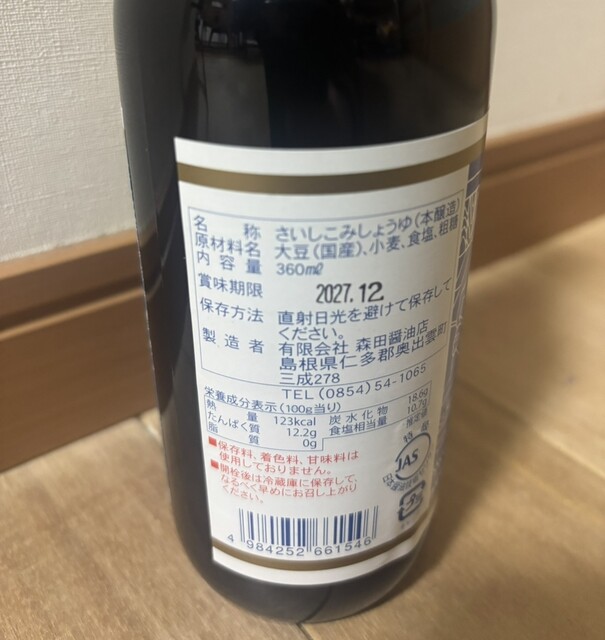 名称 さいしこみしょうゆ(本醸造)
原材料名 大豆(国産)、小麦、食塩、粗糖
内容量 360mℓ
賞味期限 2027.12
保存方法 直射日光を避けて保存して
ください。
製造者 有限会社 森田醤油店
島根県仁多郡奥出雲町
三成278
TEL (0854) 54-1065
栄養成分表示(100g当り)
熱量 123kcal 炭水化物 18.6g
たんぱく質 12.2g 食塩相当量 10.7g
脂質 0g 推定値
■保存料、着色料、甘味料は
使用しておりません。
■開栓後は冷蔵庫に保存して、
なるべく早めにお召し上がり
ください。
特級
JAS
4 984252 661546